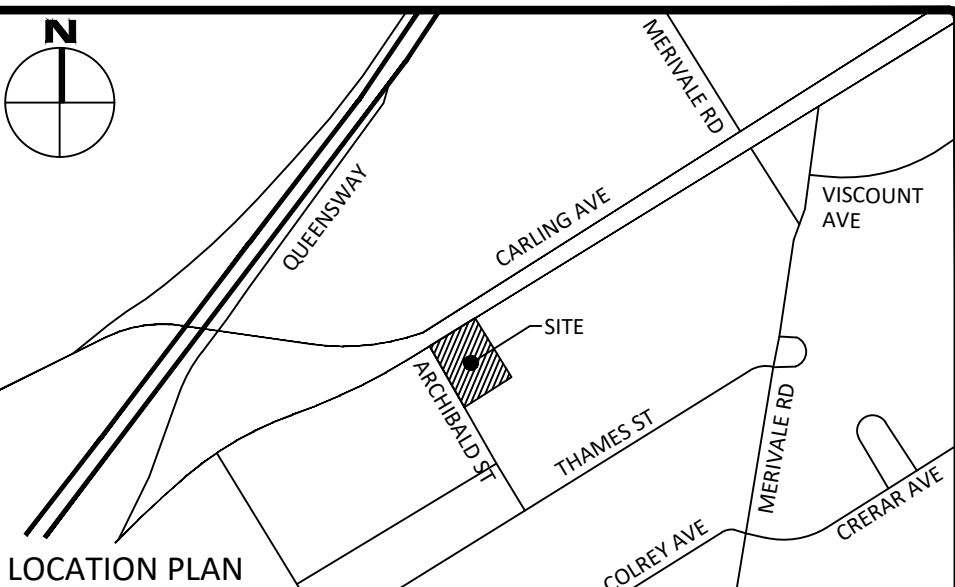 N
MERIVALE RD
QUEENSWAY
CARLING AVE
VISCOUNT
AVE
SITE
ARCHIBALD ST
THAMES ST
MERIVALE RD
CRERAR AVE
COLREY AVE
LOCATION PLAN